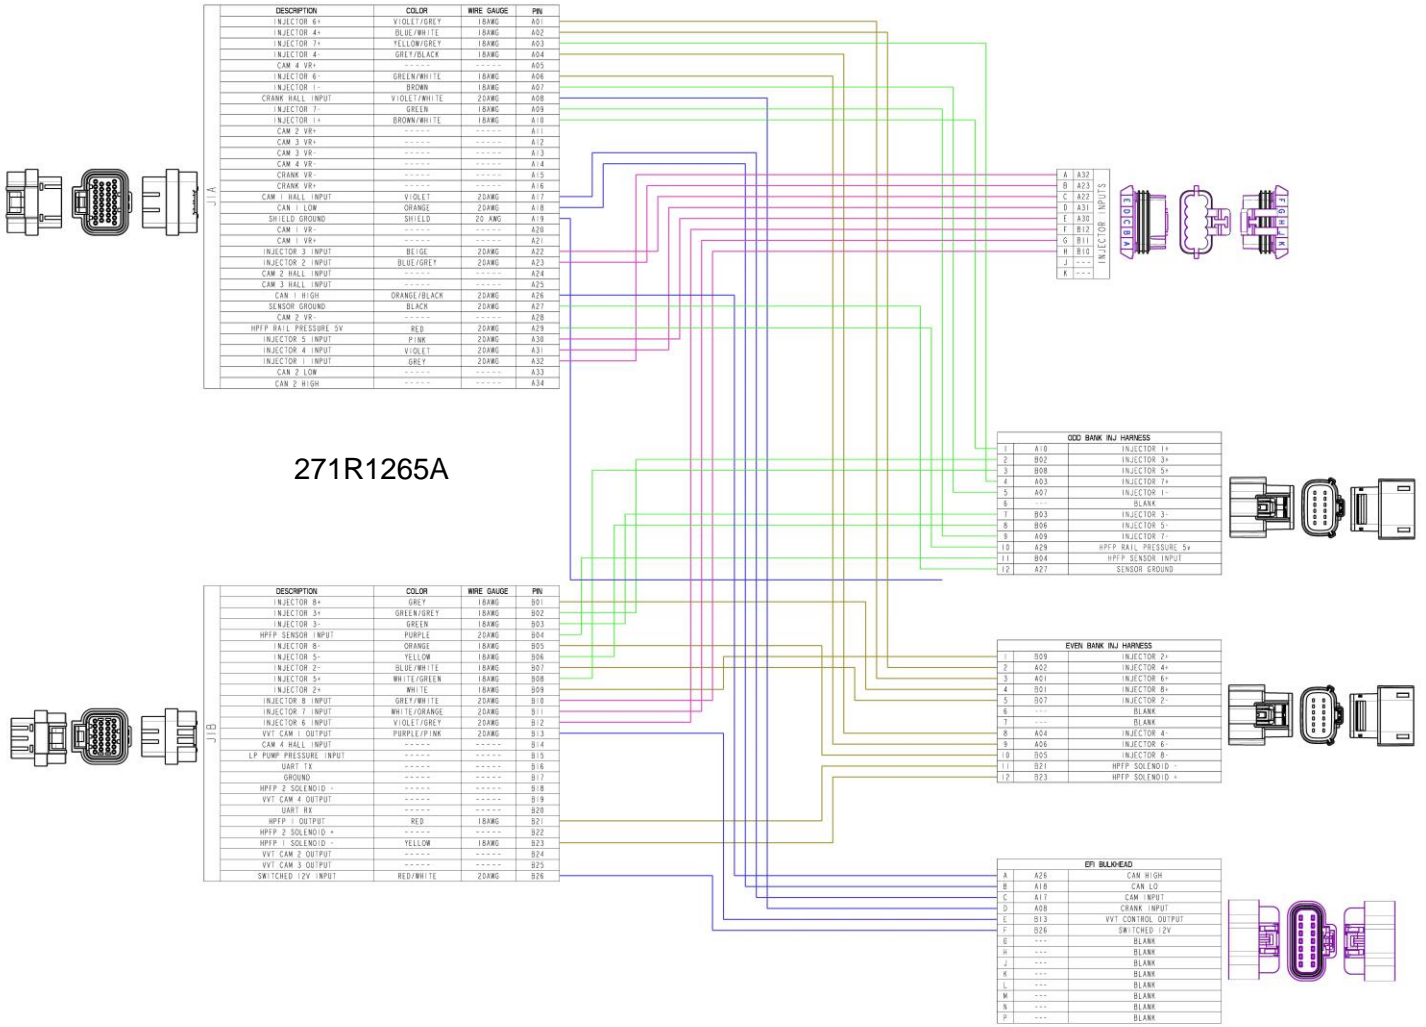 DESCRIPTION COLOR WIRE GAUGE PIN
INJECTOR 6+ VIOLET/GREY 18AWG A01
INJECTOR 4+ BLUE/WHITE 18AWG A02
INJECTOR 7+ YELLOW/GREY 18AWG A03
INJECTOR 4- GREY/BLACK 18AWG A04
CAM 4 VR+ ----- ----- A05
INJECTOR 6- GREEN/WHITE 18AWG A06
INJECTOR 1- BROWN 18AWG A07
CRANK HALL INPUT VIOLET/WHITE 20AWG A08
INJECTOR 7- GREEN 18AWG A09
INJECTOR 1+ BROWN/WHITE 18AWG A10
CAM 2 VR+ ----- ----- A11
CAM 3 VR+ ----- ----- A12
CAM 3 VR- ----- ----- A13
CAM 4 VR- ----- ----- A14
CRANK VR- ----- ----- A15
CRANK VR+ ----- ----- A16
CAM 1 HALL INPUT VIOLET 20AWG A17
CAN 1 LOW ORANGE 20AWG A18
SHIELD GROUND SHIELD 20 AWG A19
CAM 1 VR- ----- ----- A20
CAM 1 VR+ ----- ----- A21
INJECTOR 3 INPUT BEIGE 20AWG A22
INJECTOR 2 INPUT BLUE/GREY 20AWG A23
CAM 2 HALL INPUT ----- ----- A24
CAM 3 HALL INPUT ----- ----- A25
CAN 1 HIGH ORANGE/BLACK 20AWG A26
SENSOR GROUND BLACK 20AWG A27
CAM 2 VR- ----- ----- A28
HPFP RAIL PRESSURE 5V RED 20AWG A29
INJECTOR 5 INPUT PINK 20AWG A30
INJECTOR 4 INPUT VIOLET 20AWG A31
INJECTOR 1 INPUT GREY 20AWG A32
CAN 2 LOW ----- ----- A33
CAN 2 HIGH ----- ----- A34
J1A
A A32
B A23
C A22
D A31
E A30
F B12
G B11
H B10
J ---
K ---
INJECTOR INPUTS
E D C B A
F G H J K
271R1265A
ODD BANK INJ HARNESS
1 A10 INJECTOR 1+
2 B02 INJECTOR 3+
3 B08 INJECTOR 5+
4 A03 INJECTOR 7+
5 A07 INJECTOR 1-
6 --- BLANK
7 B03 INJECTOR 3-
8 B06 INJECTOR 5-
9 A09 INJECTOR 7-
10 A29 HPFP RAIL PRESSURE 5v
11 B04 HPFP SENSOR INPUT
12 A27 SENSOR GROUND
DESCRIPTION COLOR WIRE GAUGE PIN
INJECTOR 8+ GREY 18AWG B01
INJECTOR 3+ GREEN/GREY 18AWG B02
INJECTOR 3- GREEN 18AWG B03
HPFP SENSOR INPUT PURPLE 20AWG B04
INJECTOR 8- ORANGE 18AWG B05
INJECTOR 5- YELLOW 18AWG B06
INJECTOR 2- BLUE/WHITE 18AWG B07
INJECTOR 5+ WHITE/GREEN 18AWG B08
INJECTOR 2+ WHITE 18AWG B09
INJECTOR 8 INPUT GREY/WHITE 20AWG B10
INJECTOR 7 INPUT WHITE/ORANGE 20AWG B11
INJECTOR 6 INPUT VIOLET/GREY 20AWG B12
VVT CAM 1 OUTPUT PURPLE/PINK 20AWG B13
CAM 4 HALL INPUT ----- ----- B14
LP PUMP PRESSURE INPUT ----- ----- B15
UART TX ----- ----- B16
GROUND ----- ----- B17
HPFP 2 SOLENOID - ----- ----- B18
VVT CAM 4 OUTPUT ----- ----- B19
UART RX ----- ----- B20
HPFP 1 OUTPUT RED 18AWG B21
HPFP 2 SOLENOID + ----- ----- B22
HPFP 1 SOLENOID - YELLOW 18AWG B23
VVT CAM 2 OUTPUT ----- ----- B24
VVT CAM 3 OUTPUT ----- ----- B25
SWITCHED 12V INPUT RED/WHITE 20AWG B26
J1B
EVEN BANK INJ HARNESS
1 B09 INJECTOR 2+
2 A02 INJECTOR 4+
3 A01 INJECTOR 6+
4 B01 INJECTOR 8+
5 B07 INJECTOR 2-
6 --- BLANK
7 --- BLANK
8 A04 INJECTOR 4-
9 A06 INJECTOR 6-
10 B05 INJECTOR 8-
11 B21 HPFP SOLENOID -
12 B23 HPFP SOLENOID +
EFI BULKHEAD
A A26 CAN HIGH
B A18 CAN LO
C A17 CAM INPUT
D A08 CRANK INPUT
E B13 VVT CONTROL OUTPUT
F B26 SWITCHED 12V
G --- BLANK
H --- BLANK
J --- BLANK
K --- BLANK
L --- BLANK
M --- BLANK
N --- BLANK
P --- BLANK